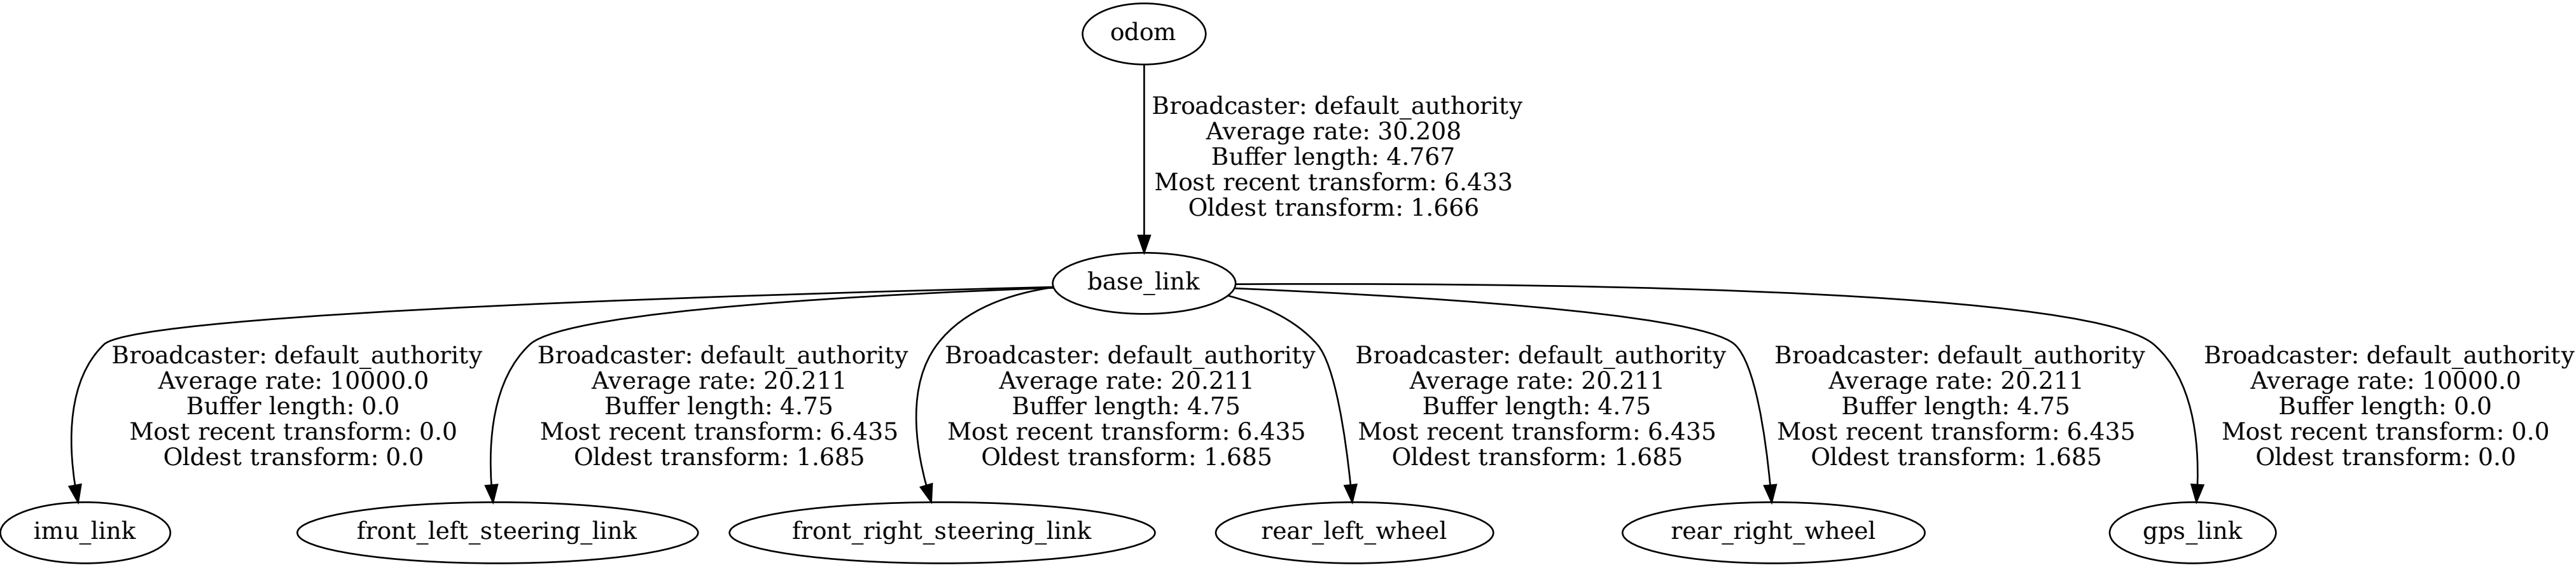 odom
Broadcaster: default_authority
Average rate: 30.208
Buffer length: 4.767
Most recent transform: 6.433
Oldest transform: 1.666
base_link
Broadcaster: default_authority
Average rate: 10000.0
Buffer length: 0.0
Most recent transform: 0.0
Oldest transform: 0.0
Broadcaster: default_authority
Average rate: 20.211
Buffer length: 4.75
Most recent transform: 6.435
Oldest transform: 1.685
Broadcaster: default_authority
Average rate: 20.211
Buffer length: 4.75
Most recent transform: 6.435
Oldest transform: 1.685
Broadcaster: default_authority
Average rate: 20.211
Buffer length: 4.75
Most recent transform: 6.435
Oldest transform: 1.685
Broadcaster: default_authority
Average rate: 20.211
Buffer length: 4.75
Most recent transform: 6.435
Oldest transform: 1.685
Broadcaster: default_authority
Average rate: 10000.0
Buffer length: 0.0
Most recent transform: 0.0
Oldest transform: 0.0
imu_link
front_left_steering_link
front_right_steering_link
rear_left_wheel
rear_right_wheel
gps_link